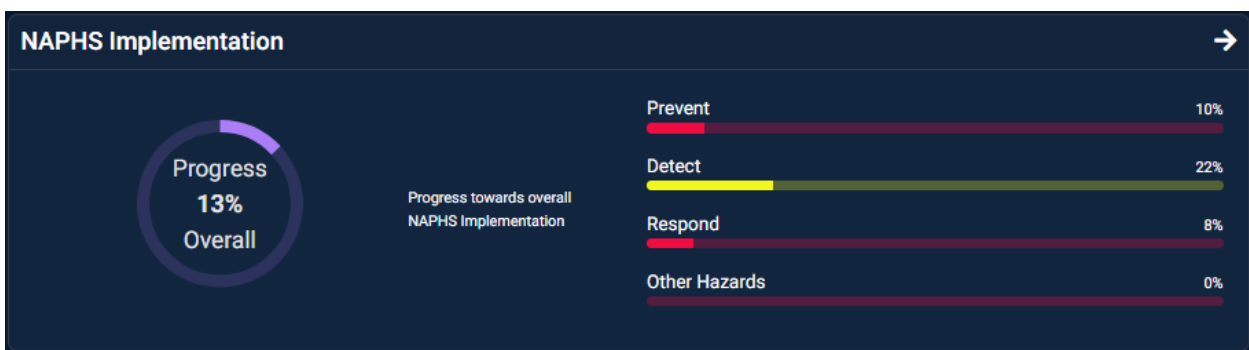 NAPHS Implementation
Progress
13%
Overall
Progress towards overall
NAPHS Implementation
Prevent 10%
Detect 22%
Respond 8%
Other Hazards 0%